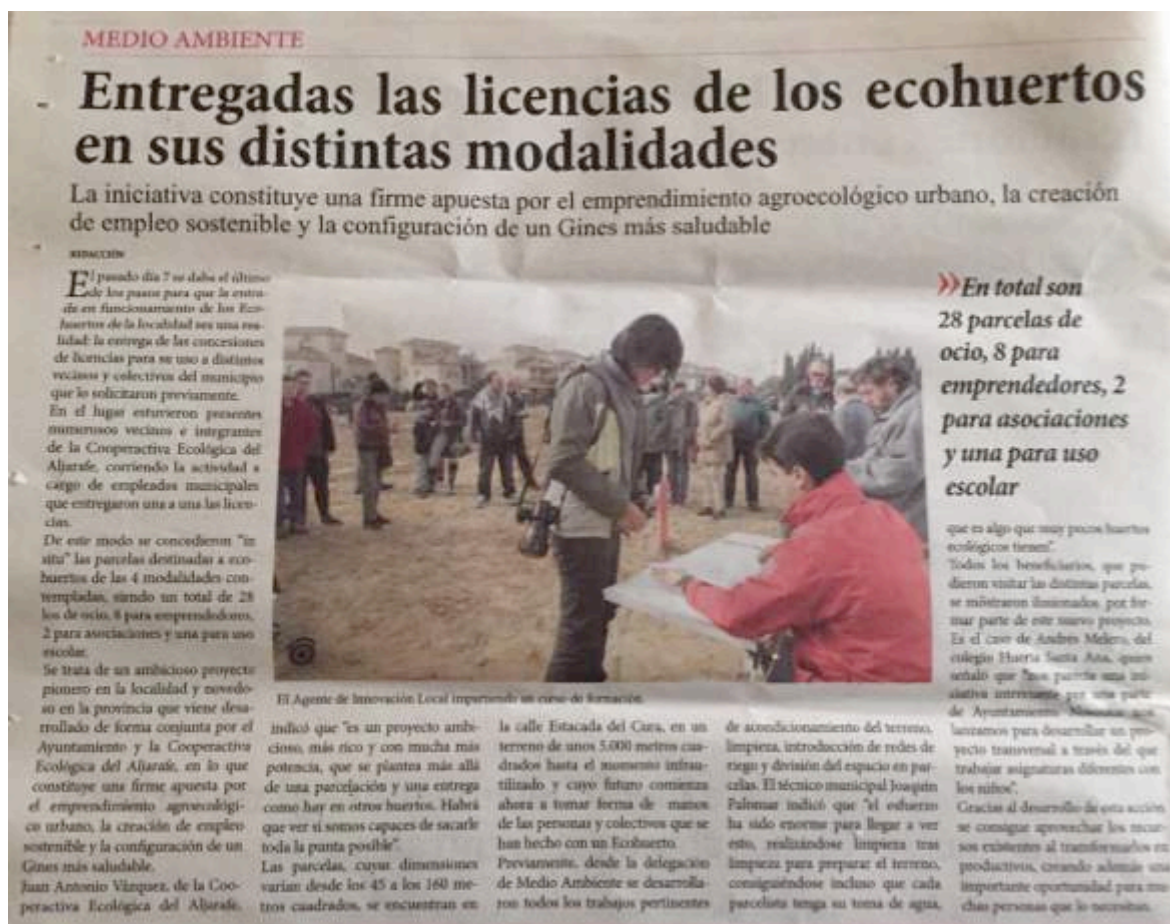 MEDIO AMBIENTE
Entregadas las licencias de los ecohuertos
en sus distintas modalidades
La iniciativa constituye una firme apuesta por el emprendimiento agroecológico urbano, la creación
de empleo sostenible y la configuración de un Gines más saludable
REDACCIÓN
El pasado día 7 se daba el último
de los pasos para que la entra-
da en funcionamiento de los Eco-
huertos de la localidad sea una rea-
lidad: la entrega de las concesiones
de licencias para su uso a distintos
vecinos y colectivos del municipio
que lo solicitaron previamente.
En el lugar estuvieron presentes
numerosos vecinos e integrantes
de la Cooperactiva Ecológica del
Aljarafe, corriendo la actividad a
cargo de empleados municipales
que entregaron una a una las licen-
cias.
De este modo se concedieron "in
situ" las parcelas destinadas a eco-
huertos de las 4 modalidades con-
templadas, siendo un total de 28
los de ocio, 8 para emprendedores,
2 para asociaciones y una para uso
escolar.
Se trata de un ambicioso proyecto
pionero en la localidad y novedo-
so en la provincia que viene desa-
rrollado de forma conjunta por el
Ayuntamiento y la Cooperactiva
Ecológica del Aljarafe, en lo que
constituye una firme apuesta por
el emprendimiento agroecológi-
co urbano, la creación de empleo
sostenible y la configuración de un
Gines más saludable.
Juan Antonio Vázquez, de la Coo-
peractiva Ecológica del Aljarafe,
El Agente de Innovación Local impartiendo un curso de formación.
indicó que "es un proyecto ambi-
cioso, más rico y con mucha más
potencia, que se plantea más allá
de una parcelación y una entrega
como hay en otros huertos. Habrá
que ver si somos capaces de sacarle
toda la punta posible".
Las parcelas, cuyas dimensiones
varían desde los 45 a los 160 me-
tros cuadrados, se encuentran en
la calle Estacada del Cura, en un
terreno de unos 5.000 metros cua-
drados hasta el momento infrau-
tilizado y cuyo futuro comienza
ahora a tomar forma de manos
de las personas y colectivos que se
han hecho con un Ecohuerto.
Previamente, desde la delegación
de Medio Ambiente se desarrolla-
ron todos los trabajos pertinentes
de acondicionamiento del terreno,
limpieza, introducción de redes de
riego y división del espacio en par-
celas. El técnico municipal Joaquín
Palomar indicó que "el esfuerzo
ha sido enorme para llegar a ver
esto, realizándose limpieza tras
limpieza para preparar el terreno,
consiguiéndose incluso que cada
parcelista tenga su toma de agua,
»En total son
28 parcelas de
ocio, 8 para
emprendedores, 2
para asociaciones
y una para uso
escolar
que es algo que muy pocos huertos
ecológicos tienen".
Todos los beneficiarios, que pu-
dieron visitar las distintas parcelas,
se mostraron ilusionados por for-
mar parte de este nuevo proyecto.
Es el caso de Andrés Melero, del
colegio Huerta Santa Ana, quien
señaló que "nos parecía una ini-
ciativa interesante por una parte
de Ayuntamiento
lanzamos para desarrollar un pro-
yecto transversal a través del que
trabajar asignaturas diferentes con
los niños".
Gracias al desarrollo de esta acción
se consigue aprovechar los recur-
sos existentes al transformarlos en
productivos, creando además una
importante oportunidad para mu-
chas personas que lo necesitan.